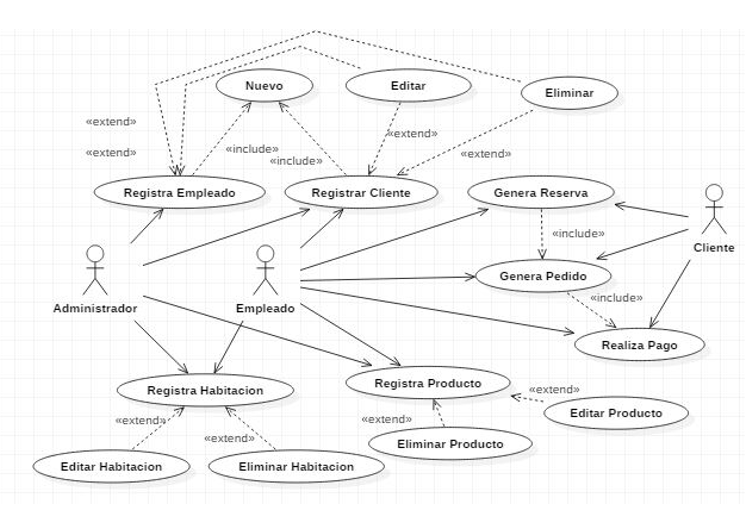 Nuevo
Editar
Eliminar
«extend»
«extend»
«include»
«include»
«extend»
«extend»
Registra Empleado
Registrar Cliente
Genera Reserva
«include»
Cliente
Administrador
Empleado
Genera Pedido
«include»
Realiza Pago
Registra Habitacion
Registra Producto
«extend»
Editar Producto
«extend»
«extend»
«extend»
Eliminar Producto
Editar Habitacion
Eliminar Habitacion